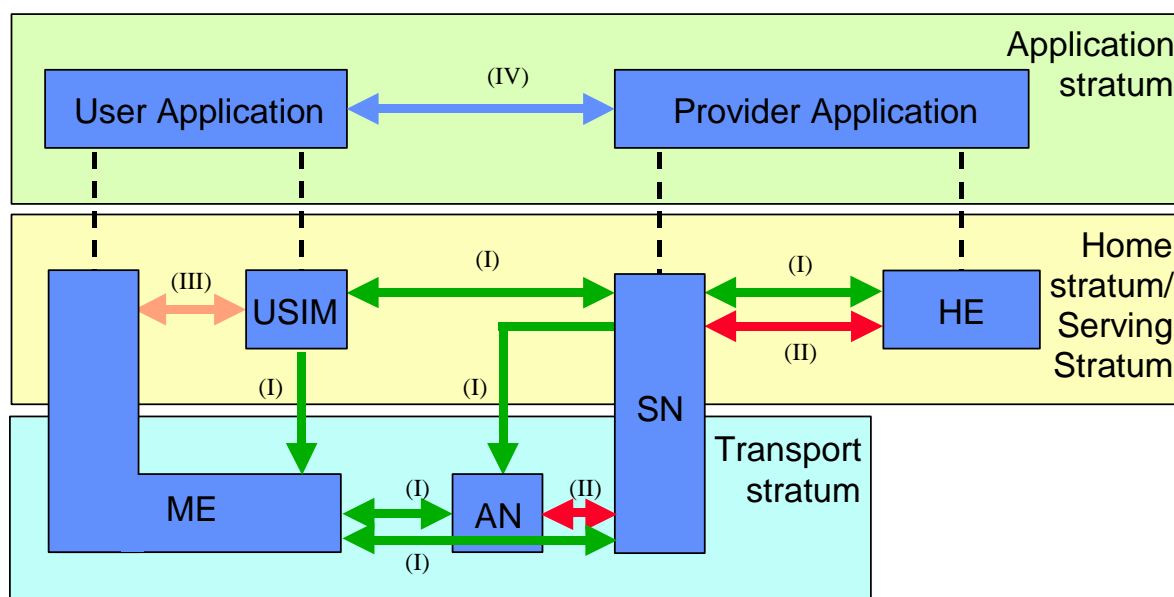 Application
stratum
(IV)
User Application
Provider Application
Home
stratum/
Serving
Stratum
(III)
(I)
(I)
USIM
HE
(II)
(I)
(I)
SN
Transport
stratum
ME
(I)
AN
(II)
(I)